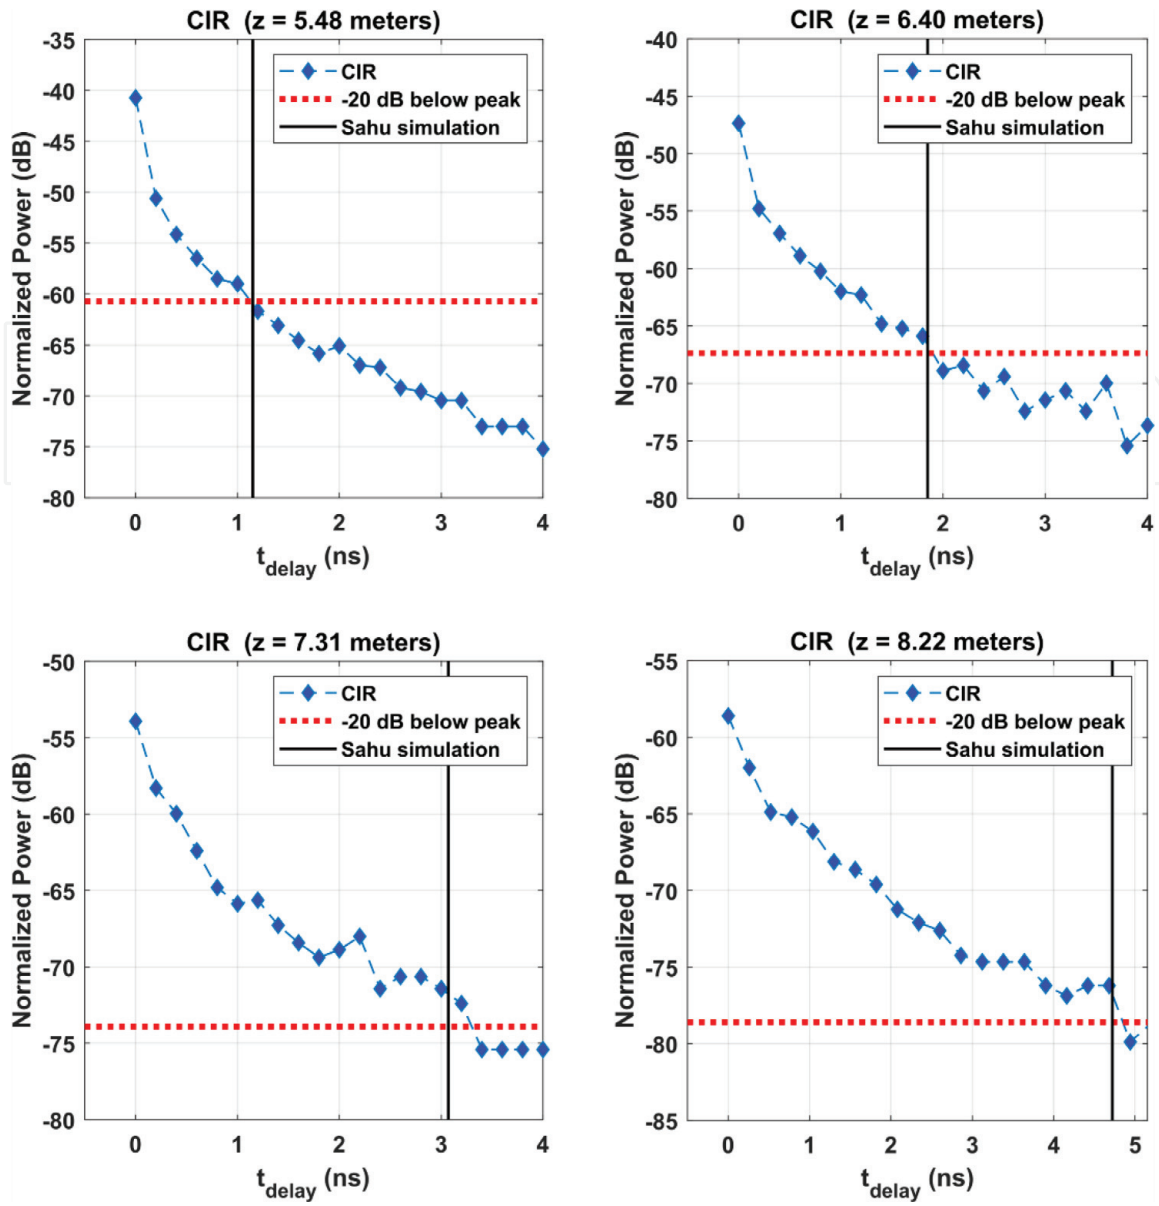 CIR (z = 5.48 meters)
-35
-40
-45
-50
-55
-60
-65
-70
-75
-80
Normalized Power (dB)
CIR
-20 dB below peak
Sahu simulation
0 1 2 3 4
t_delay (ns)
CIR (z = 6.40 meters)
-40
-45
-50
-55
-60
-65
-70
-75
-80
Normalized Power (dB)
CIR
-20 dB below peak
Sahu simulation
0 1 2 3 4
t_delay (ns)
CIR (z = 7.31 meters)
-50
-55
-60
-65
-70
-75
-80
Normalized Power (dB)
CIR
-20 dB below peak
Sahu simulation
0 1 2 3 4
t_delay (ns)
CIR (z = 8.22 meters)
-55
-60
-65
-70
-75
-80
-85
Normalized Power (dB)
CIR
-20 dB below peak
Sahu simulation
0 1 2 3 4 5
t_delay (ns)